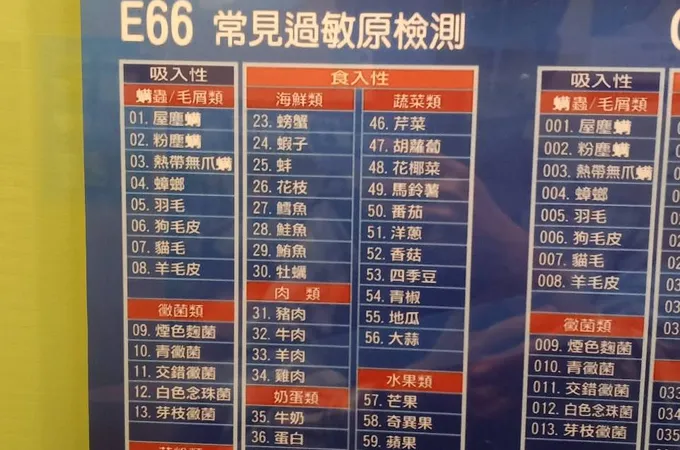 E66 常見過敏原檢測
吸入性
蟎蟲/毛屑類
01. 屋塵蟎
02. 粉塵蟎
03. 熱帶無爪蟎
04. 蟑螂
05. 羽毛
06. 狗毛皮
07. 貓毛
08. 羊毛皮
黴菌類
09. 煙色麴菌
10. 青黴菌
11. 交錯黴菌
12. 白色念珠菌
13. 芽枝黴菌
食入性
海鮮類
23. 螃蟹
24. 蝦子
25. 蚌
26. 花枝
27. 鱈魚
28. 鮭魚
29. 鮪魚
30. 牡蠣
肉 類
31. 豬肉
32. 牛肉
33. 羊肉
34. 雞肉
奶蛋類
35. 牛奶
36. 蛋白
蔬菜類
46. 芹菜
47. 胡蘿蔔
48. 花椰菜
49. 馬鈴薯
50. 番茄
51. 洋蔥
52. 香菇
53. 四季豆
54. 青椒
55. 地瓜
56. 大蒜
水果類
57. 芒果
58. 奇異果
59. 蘋果
吸入性
蟎蟲/毛屑類
001. 屋塵蟎
002. 粉塵蟎
003. 熱帶無爪蟎
004. 蟑螂
005. 羽毛
006. 狗毛皮
007. 貓毛
008. 羊毛皮
黴菌類
009. 煙色麴菌
010. 青黴菌
011. 交錯黴菌
012. 白色念珠菌
013. 芽枝黴菌
033
034
035